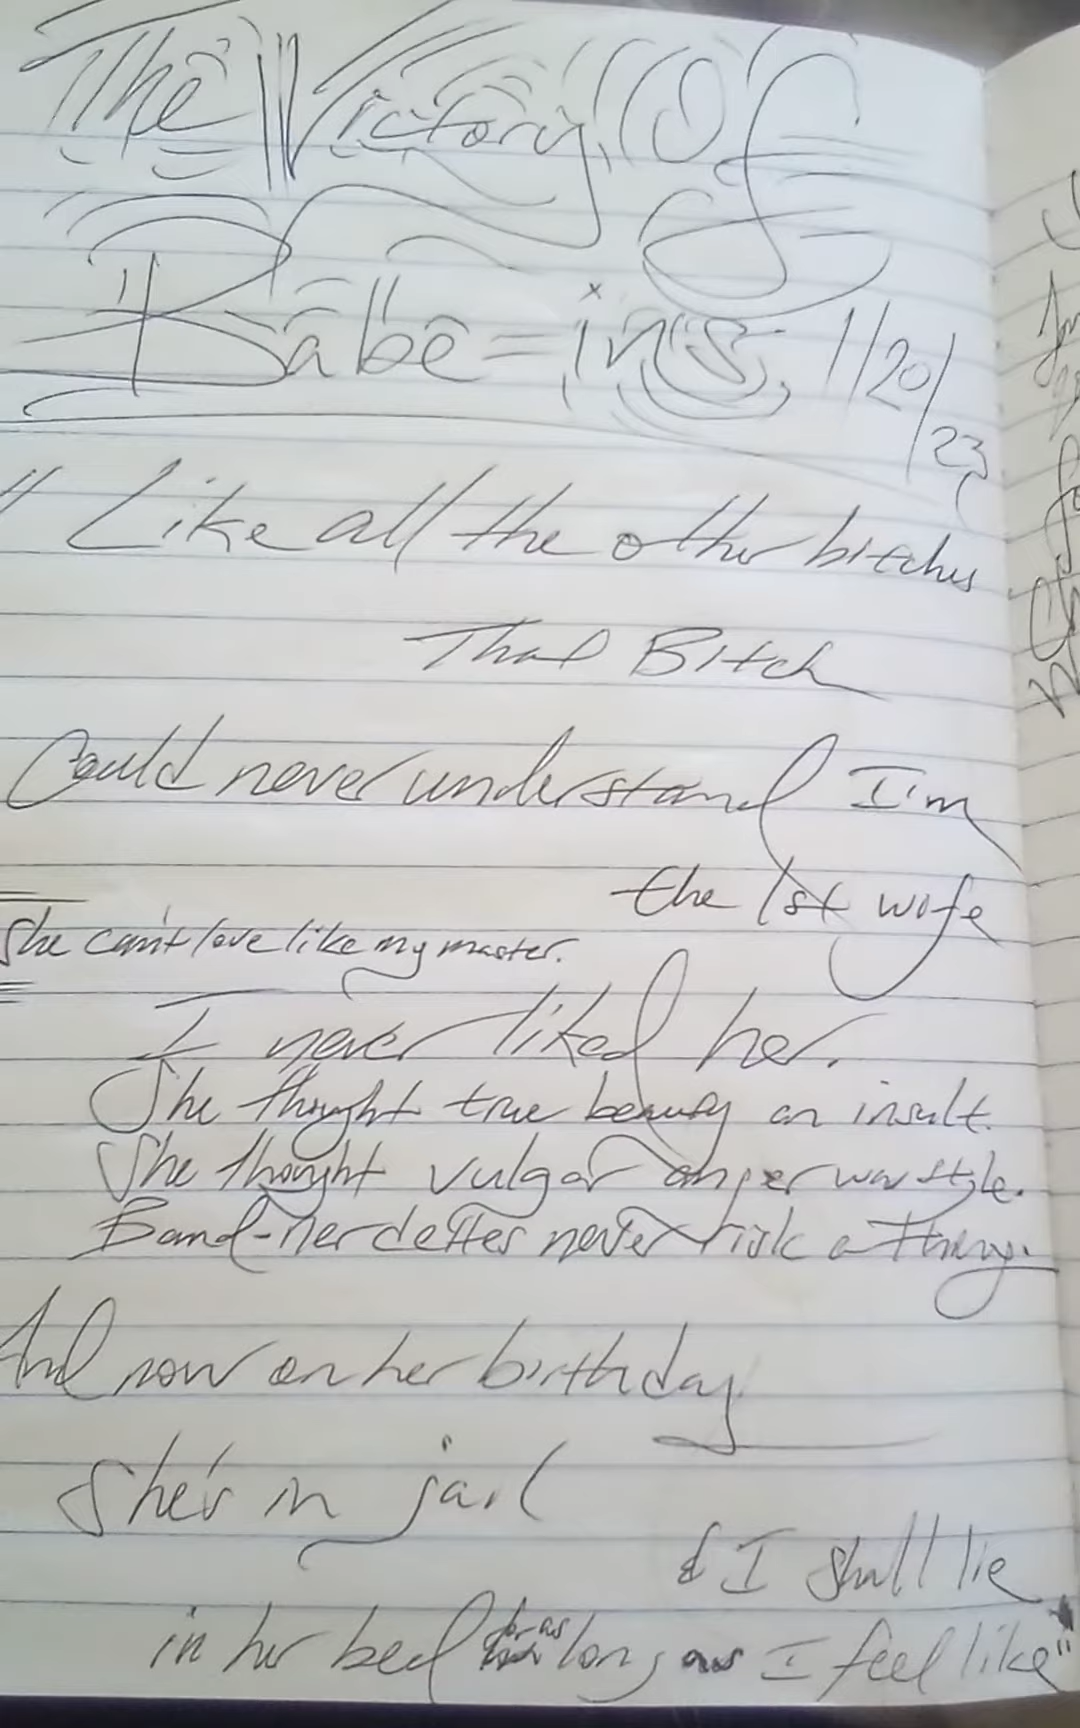 The Victory Of
Babe=ins 1/20/23
"Like all the other bitches
That Bitch
Could never understand I'm
the 1st wife
She can't love like my master.
I never liked her.
She thought true beauty an insult.
She thought vulgar anger was style.
Band-nerdettes never risk a thing.
And now on her birthday
She's in jail
& I shall lie
in her bed for as long as I feel like"